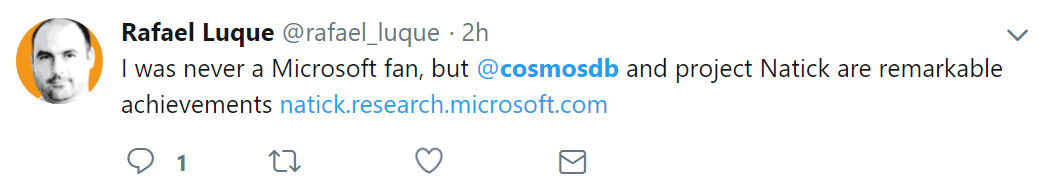 Rafael Luque @rafael_luque · 2h
I was never a Microsoft fan, but @cosmosdb and project Natick are remarkable
achievements natick.research.microsoft.com
1